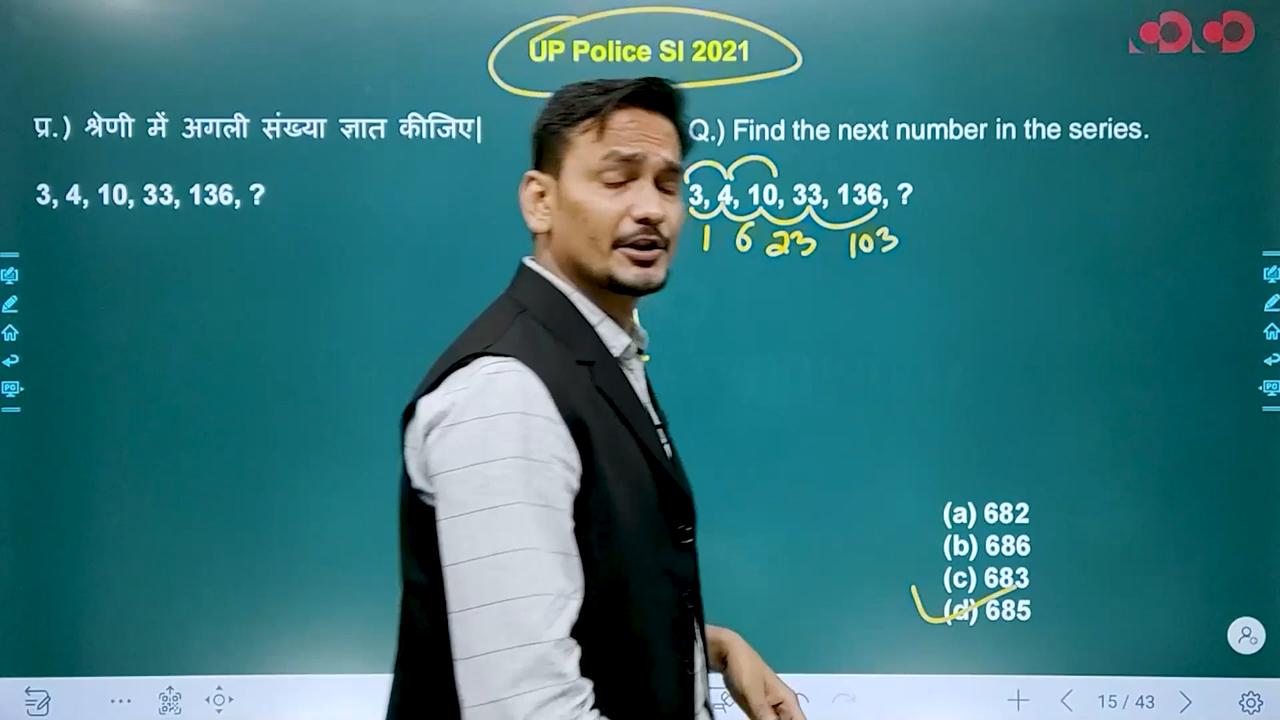 UP Police SI 2021
प्र.) श्रेणी में अगली संख्या ज्ञात कीजिए|
3, 4, 10, 33, 136, ?
Q.) Find the next number in the series.
3, 4, 10, 33, 136, ?
1 6 23 103
(a) 682
(b) 686
(c) 683
(d) 685
15 / 43